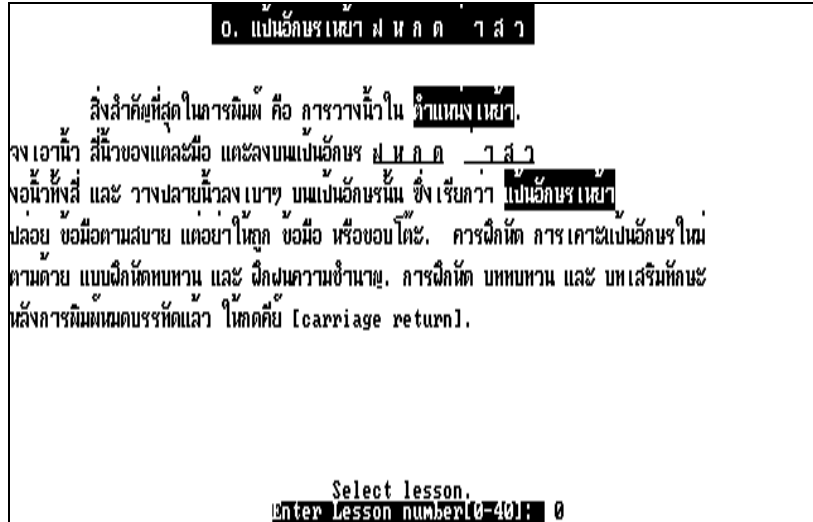 ๐. แป้นอักษรเหย้า ฟ ห ก ด ่ า ส ว
สิ่งสำคัญที่สุดในการพิมพ์ คือ การวางนิ้วใน ตำแหน่งเหย้า.
จงเอานิ้ว สี่นิ้วของแต่ละมือ แตะลงบนแป้นอักษร ฟ ห ก ด ่ า ส ว
งอนิ้วทั้งสี่ และ วางปลายนิ้วลงเบาๆ บนแป้นอักษรนั้น ซึ่งเรียกว่า แป้นอักษรเหย้า
ปล่อย ข้อมือตามสบาย แต่อย่าให้ถูก ข้อมือ หรือขอบโต๊ะ. ควรฝึกหัด การเคาะแป้นอักษรใหม่
ตามด้วย แบบฝึกหัดทบทวน และ ฝึกฝนความชำนาญ. การฝึกหัด บททบทวน และ บทเสริมทักษะ
หลังการพิมพ์หมดบรรทัดแล้ว ให้กดคีย์ [carriage return].
Select lesson.
Enter Lesson number[0-40]: 0